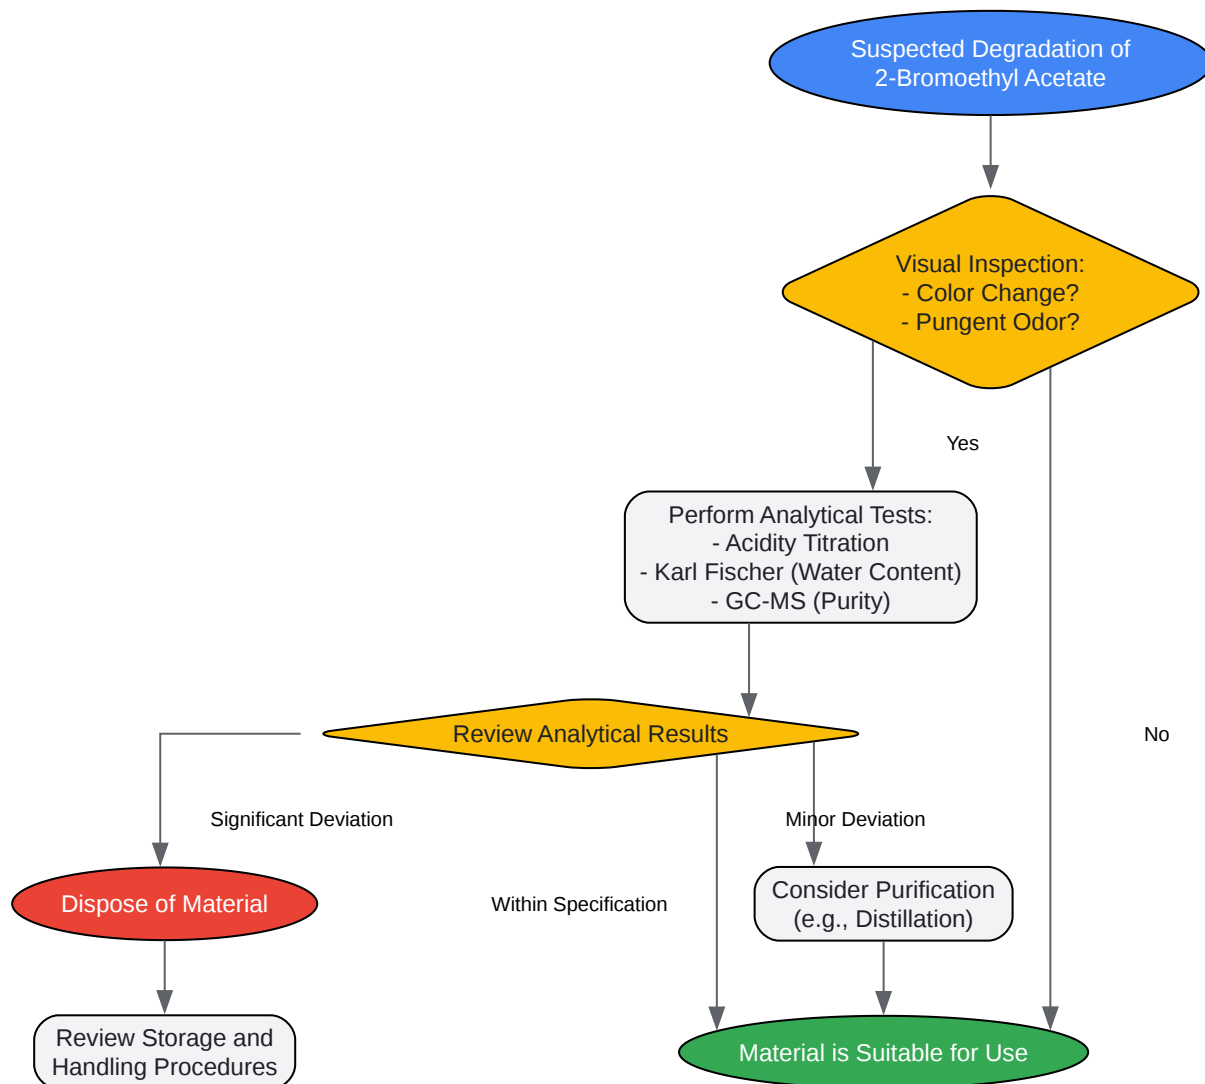 Suspected Degradation of
2-Bromoethyl Acetate
Visual Inspection:
- Color Change?
- Pungent Odor?
Yes
Perform Analytical Tests:
- Acidity Titration
- Karl Fischer (Water Content)
- GC-MS (Purity)
Review Analytical Results
No
Significant Deviation
Minor Deviation
Dispose of Material
Within Specification
Consider Purification
(e.g., Distillation)
Review Storage and
Handling Procedures
Material is Suitable for Use